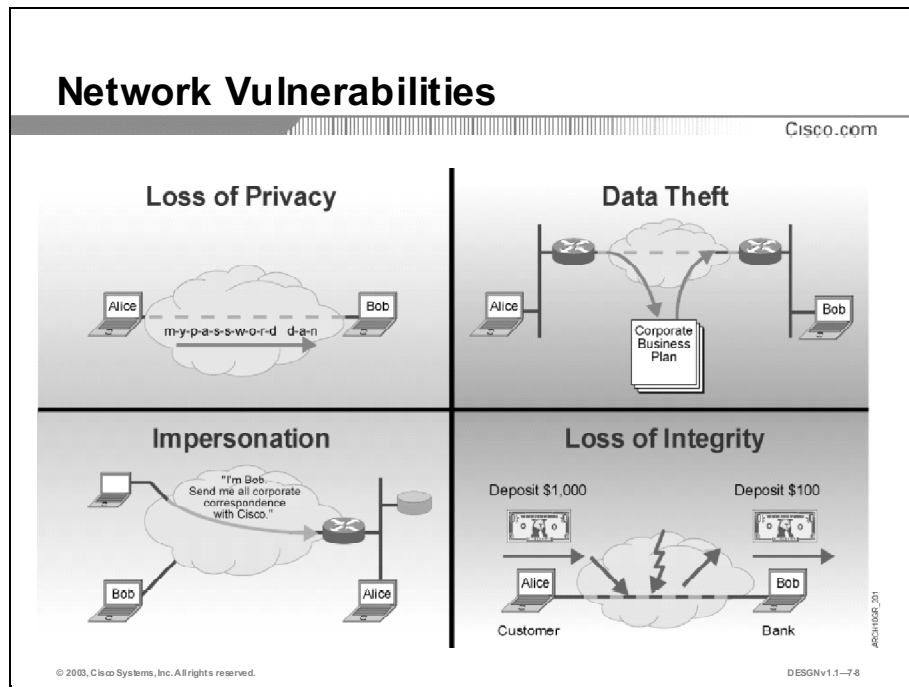 Network Vulnerabilities
Cisco.com
Loss of Privacy
Alice
Bob
m-y-p-a-s-s-w-o-r-d d-a-n
Data Theft
Alice
Bob
Corporate
Business
Plan
Impersonation
"I'm Bob.
Send me all corporate
correspondence
with Cisco."
Bob
Alice
Loss of Integrity
Deposit $1,000
Deposit $100
Alice
Bob
Customer
Bank
ARCH10GR_201
© 2003, Cisco Systems, Inc. All rights reserved.
DESGN v1.1—7-8